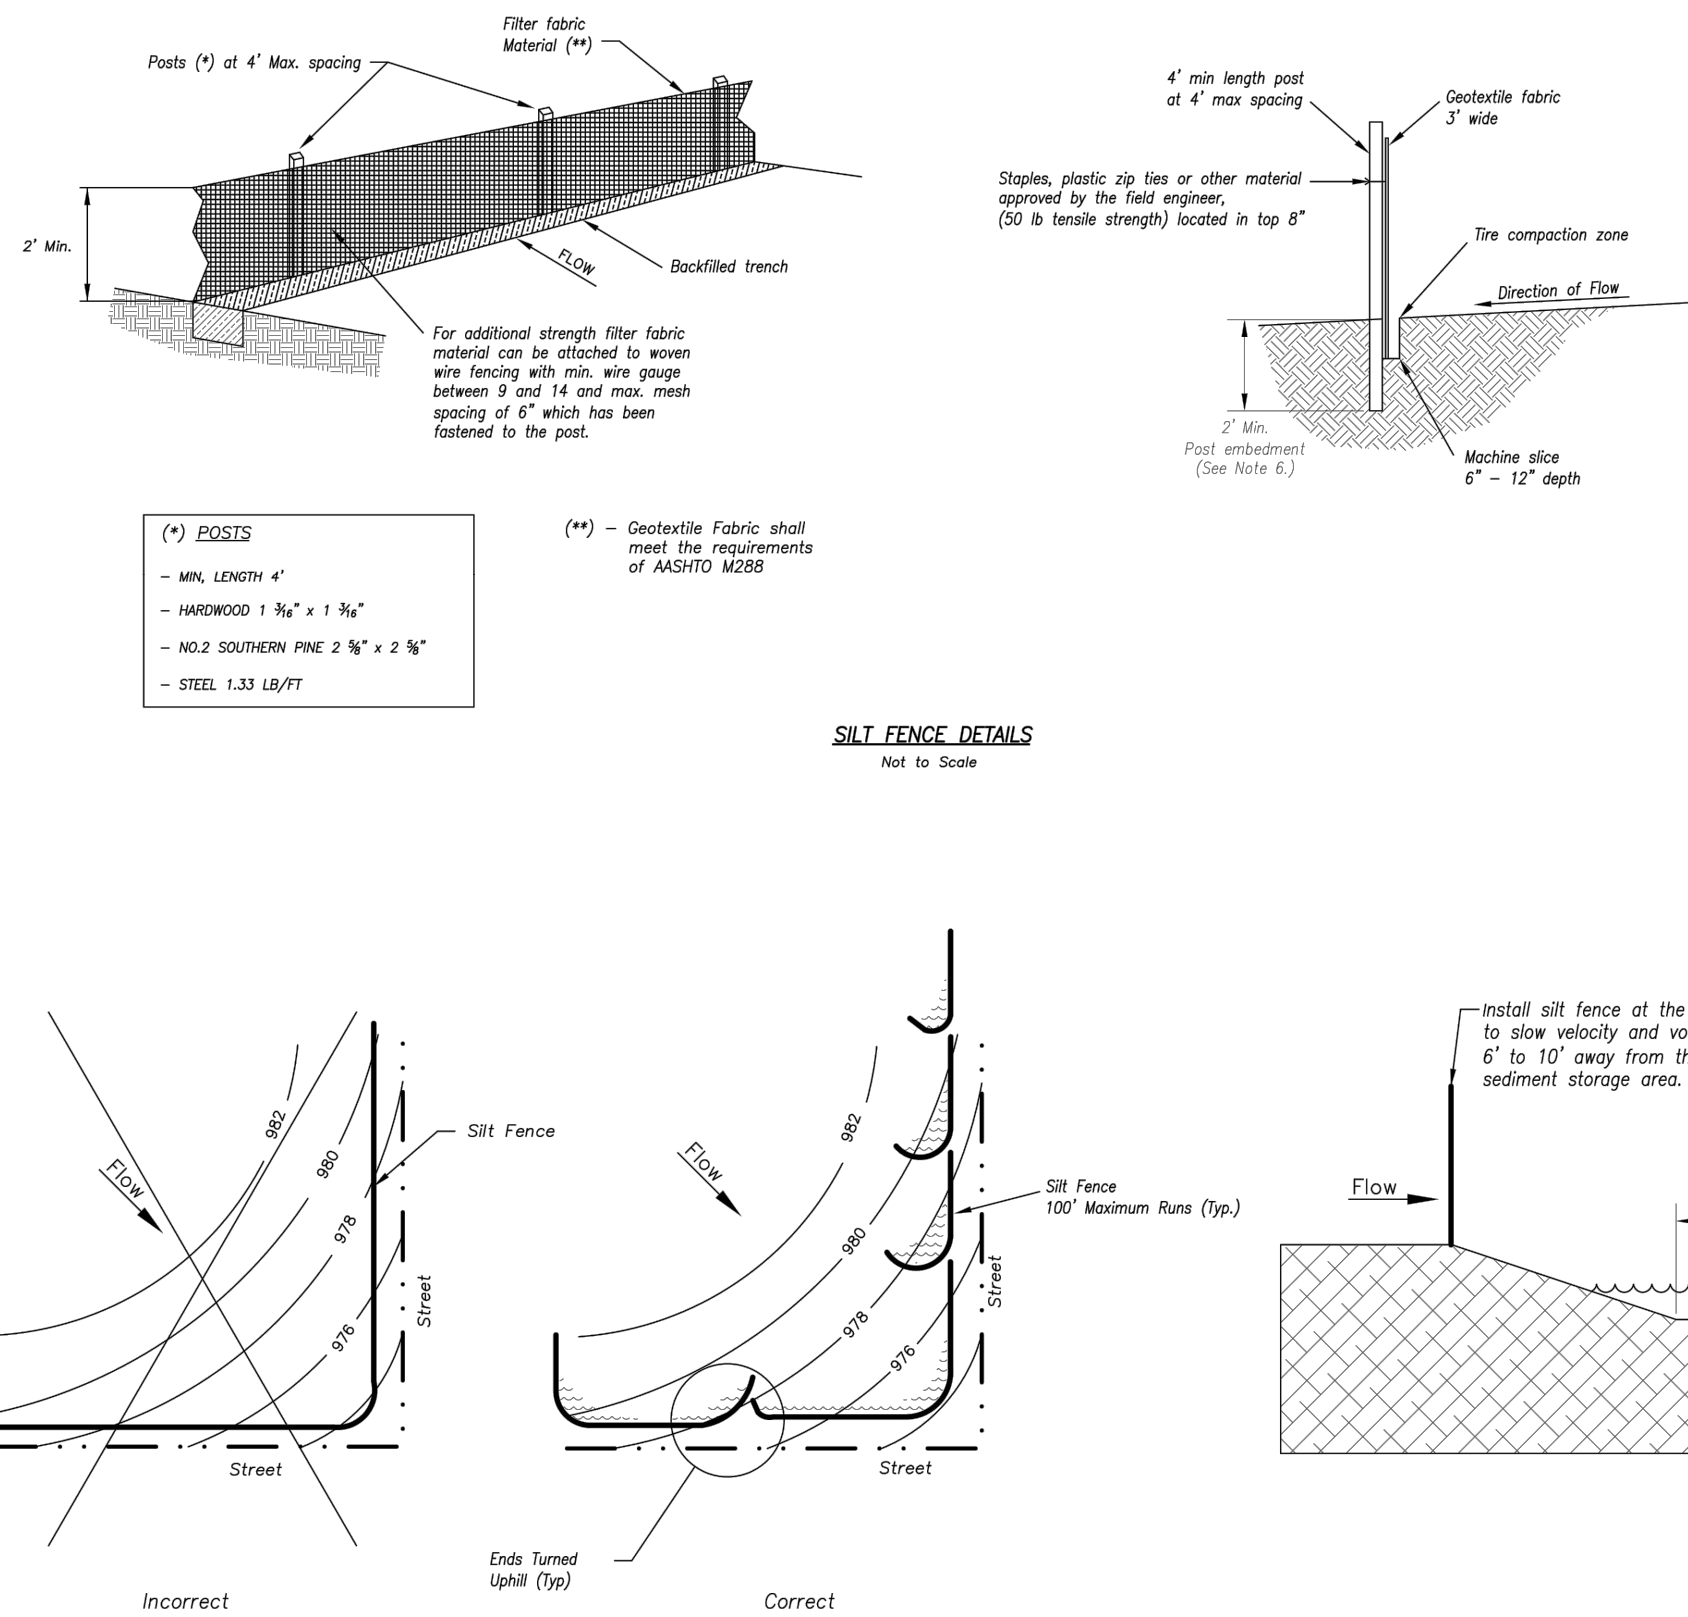 Filter fabric
Material (**)
Posts (*) at 4' Max. spacing
2' Min.
FLOW
Backfilled trench
For additional strength filter fabric
material can be attached to woven
wire fencing with min. wire gauge
between 9 and 14 and max. mesh
spacing of 6" which has been
fastened to the post.
4' min length post
at 4' max spacing
Geotextile fabric
3' wide
Staples, plastic zip ties or other material
approved by the field engineer,
(50 lb tensile strength) located in top 8"
Tire compaction zone
Direction of Flow
2' Min.
Post embedment
(See Note 6.)
Machine slice
6" – 12" depth
(*) POSTS
– MIN, LENGTH 4'
– HARDWOOD 1 3/16" x 1 3/16"
– NO.2 SOUTHERN PINE 2 5/8" x 2 5/8"
– STEEL 1.33 LB/FT
(**) – Geotextile Fabric shall
meet the requirements
of AASHTO M288
SILT FENCE DETAILS
Not to Scale
982
980
978
976
Flow
Silt Fence
Street
Street
Incorrect
982
980
978
976
Flow
Silt Fence
100' Maximum Runs (Typ.)
Street
Street
Ends Turned
Uphill (Typ)
Correct
Install silt fence at the
to slow velocity and
6' to 10' away from
sediment storage area.
Flow